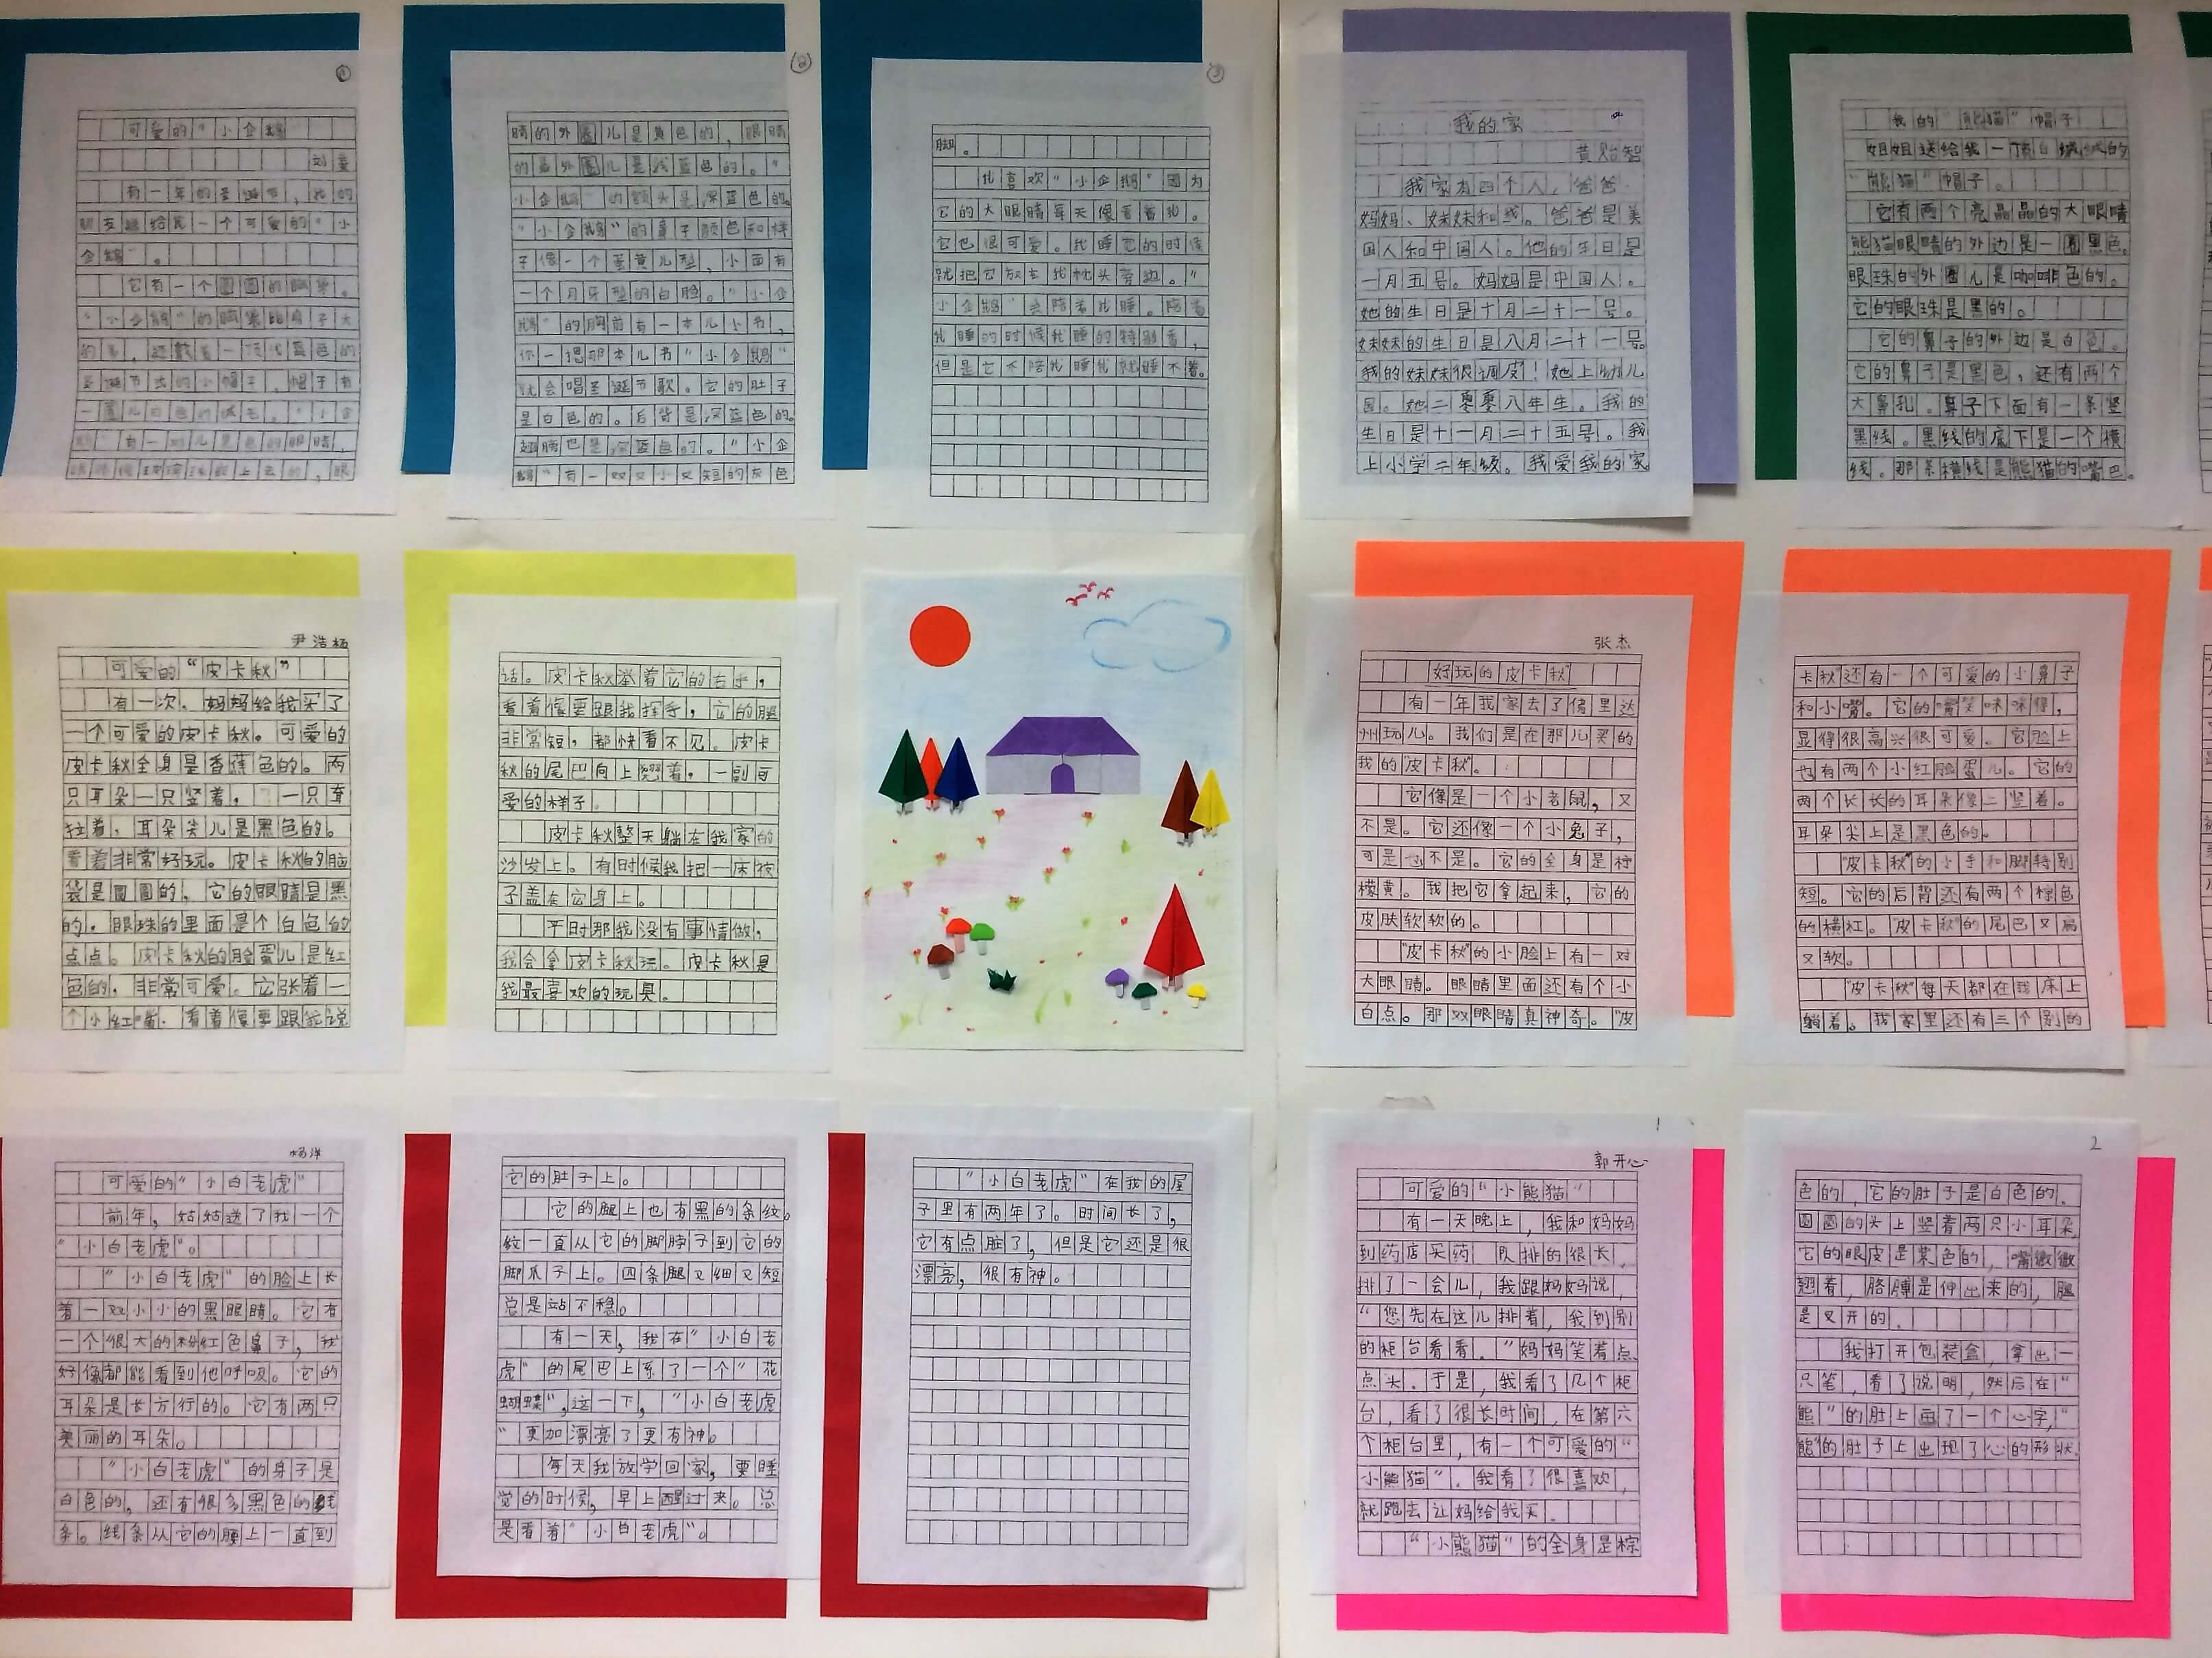 ①
可爱的“小企鹅”
刘
有一年的圣诞节，我的
朋友送给我一个可爱的“小
企鹅”。
它有一个圆圆的脑袋。
“小企鹅”的脑袋比身子大
的多，还戴着一顶浅蓝色的
圣诞节式的小帽子，帽子有
一圈儿白色的绒毛。“小企
鹅”有一对儿黑色的眼睛，
上去的，眼
②
睛的外圈儿是黄色的，眼睛
的最外圈儿是浅蓝色的。“
小企鹅”的额头是深蓝色的。
“小企鹅”的鼻子颜色和样
子像一个蛋黄儿型，小面有
一个月牙型的白脸。“小企
鹅”的胸前有一本儿小书，
你一摁那本儿书“小企鹅”
就会唱圣诞节歌。它的肚子
是白色的。后背是深蓝色的。
翅膀也是深蓝色的。“小企
鹅”有一双又小又短的灰色
③
脚。
我喜欢“小企鹅”因为
它的大眼睛每天像看着我。
它也很可爱。我睡它的时候
就把它放在我枕头旁边。“
小企鹅”会陪着我睡。陪着
我睡的时候我睡的特别香，
但是它不陪我睡我就睡不着。
我的家
黄贻智
我家有四个人，爸爸、
妈妈、妹妹和我。爸爸是美
国人和中国人。他的生日是
一月五号。妈妈是中国人。
她的生日是十月二十一号。
妹妹的生日是八月二十一号。
我的妹妹很调皮！她上幼儿
园。她二零零八年生。我的
生日是十一月二十五号。我
上小学二年级。我爱我的家
我的“熊猫”帽子
姐姐送给我一顶白绒绒的
“熊猫”帽子。
它有两个亮晶晶的大眼睛
熊猫眼睛的外边是一圈黑色。
眼珠的外圈儿是咖啡色的。
它的眼珠是黑的。
它的鼻子的外边是白色。
它的鼻子是黑色，还有两个
大鼻孔。鼻子下面有一条竖
黑线。黑线的底下是一个横
线。那条横线是熊猫的嘴巴。
尹浩杨
可爱的“皮卡秋”
有一次，妈妈给我买了
一个可爱的皮卡秋。可爱的
皮卡秋全身是香蕉色的。两
只耳朵一只竖着，一只耷
拉着，耳朵尖儿是黑色的。
看着非常好玩。皮卡秋的脑
袋是圆圆的，它的眼睛是黑
的，眼珠的里面是个白色的
点点。皮卡秋的脸蛋儿是红
色的，非常可爱。它张着一
个小红嘴，看着像要跟我说
话。皮卡秋举着它的右手，
看着像要跟我挥手，它的腿
非常短，都快看不见。皮卡
秋的尾巴向上翘着，一副可
爱的样子。
皮卡秋整天躺在我家的
沙发上。有时候我把一床被
子盖在它身上。
平时那我没有事情做，
我会拿皮卡秋玩。皮卡秋是
我最喜欢的玩具。
张杰
好玩的“皮卡秋”
有一年我家去了佛里达
州玩儿。我们是在那儿买的
我的“皮卡秋”。
它像是一个小老鼠，又
不是。它还像一个小兔子，
可是也不是。它的全身是柠
檬黄。我把它拿起来，它的
皮肤软软的。
“皮卡秋”的小脸上有一对
大眼睛。眼睛里面还有个小
白点。那双眼睛真神奇。“皮
卡秋”还有一个可爱的小鼻子
和小嘴。它的嘴笑咪咪得，
显得很高兴很可爱。它脸上
也有两个小红脸蛋儿。它的
两个长长的耳朵像二竖着。
耳朵尖上是黑色的。
“皮卡秋”的小手和脚特别
短。它的后背还有两个棕色
的横杠。“皮卡秋”的尾巴又扁
又软。
“皮卡秋”每天都在我床上
躺着。我家里还有三个别的
杨洋
可爱的“小白老虎”
前年，姑姑送了我一个
“小白老虎”。
“小白老虎”的脸上长
着一双小小的黑眼睛。它有
一个很大的粉红色鼻子，我
好像都能看到他呼吸。它的
耳朵是长方行的。它有两只
美丽的耳朵。
“小白老虎”的身子是
白色的，还有很多黑色的线
条。线条从它的腰上一直到
它的肚子上。
它的腿上也有黑的条纹。
纹一直从它的脚脖子到它的
脚爪子上。四条腿又细又短
总是站不稳。
有一天，我在“小白老
虎”的尾巴上系了一个“花
蝴蝶”，这一下，“小白老虎
”更加漂亮了更有神。
每天我放学回家，要睡
觉的时候，早上醒过来。总
是看着“小白老虎”。
“小白老虎”在我的屋
子里有两年了。时间长了，
它有点脏了，但是它还是很
漂亮，很有神。
1
郭开心
可爱的“小熊猫”
有一天晚上，我和妈妈
到药店买药，队排的很长，
排了一会儿，我跟妈妈说，
“您先在这儿排着，我到别
的柜台看看。”妈妈笑着点
点头。于是，我看了几个柜
台，看了很长时间，在第六
个柜台里，有一个可爱的“
小熊猫”。我看了很喜欢，
就跑去让妈给我买。
“小熊猫”的全身是棕
2
色的，它的肚子是白色的。
圆圆的头上竖着两只小耳朵
它的眼皮是紫色的，嘴微微
翘着，胳膊是伸出来的，腿
是叉开的。
我打开包装盒，拿出一
只笔，看了说明，然后在“
熊”的肚上画了一个心字，“
熊”的肚子上出现了心的形状。